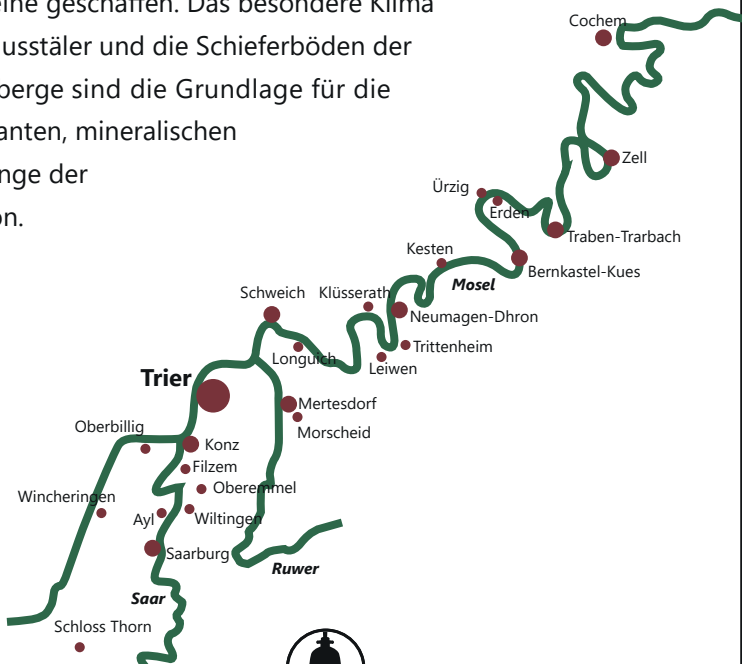 eine geschaffen. Das besondere Klima
usstäler und die Schieferböden der
berge sind die Grundlage für die
anten, mineralischen
nge der
on.
Cochem
Zell
Ürzig
Erden
Traben-Trarbach
Kesten
Bernkastel-Kues
Mosel
Schweich
Klüsserath
Neumagen-Dhron
Longuich
Trittenheim
Leiwen
Trier
Mertesdorf
Morscheid
Oberbillig
Konz
Filzem
Oberemmel
Wincheringen
Ayl
Wiltingen
Saarburg
Ruwer
Saar
Schloss Thorn